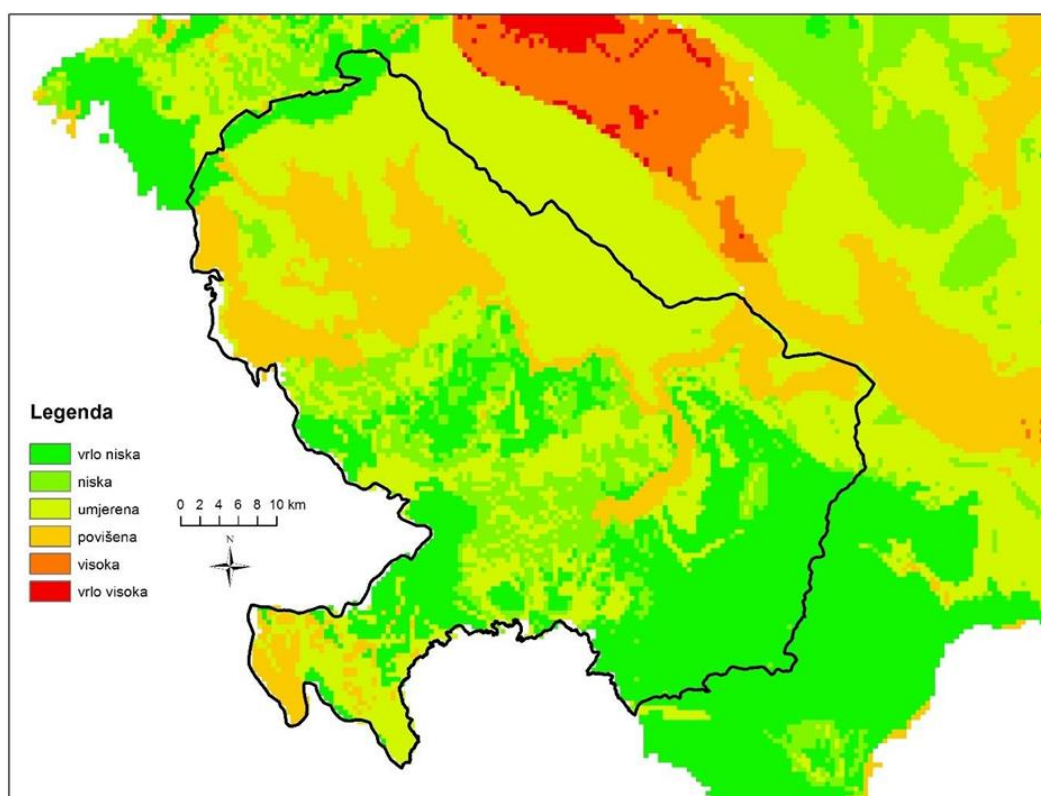 Legenda
vrlo niska
niska
umjerena
povišena
visoka
vrlo visoka
0 2 4 6 8 10 km
N